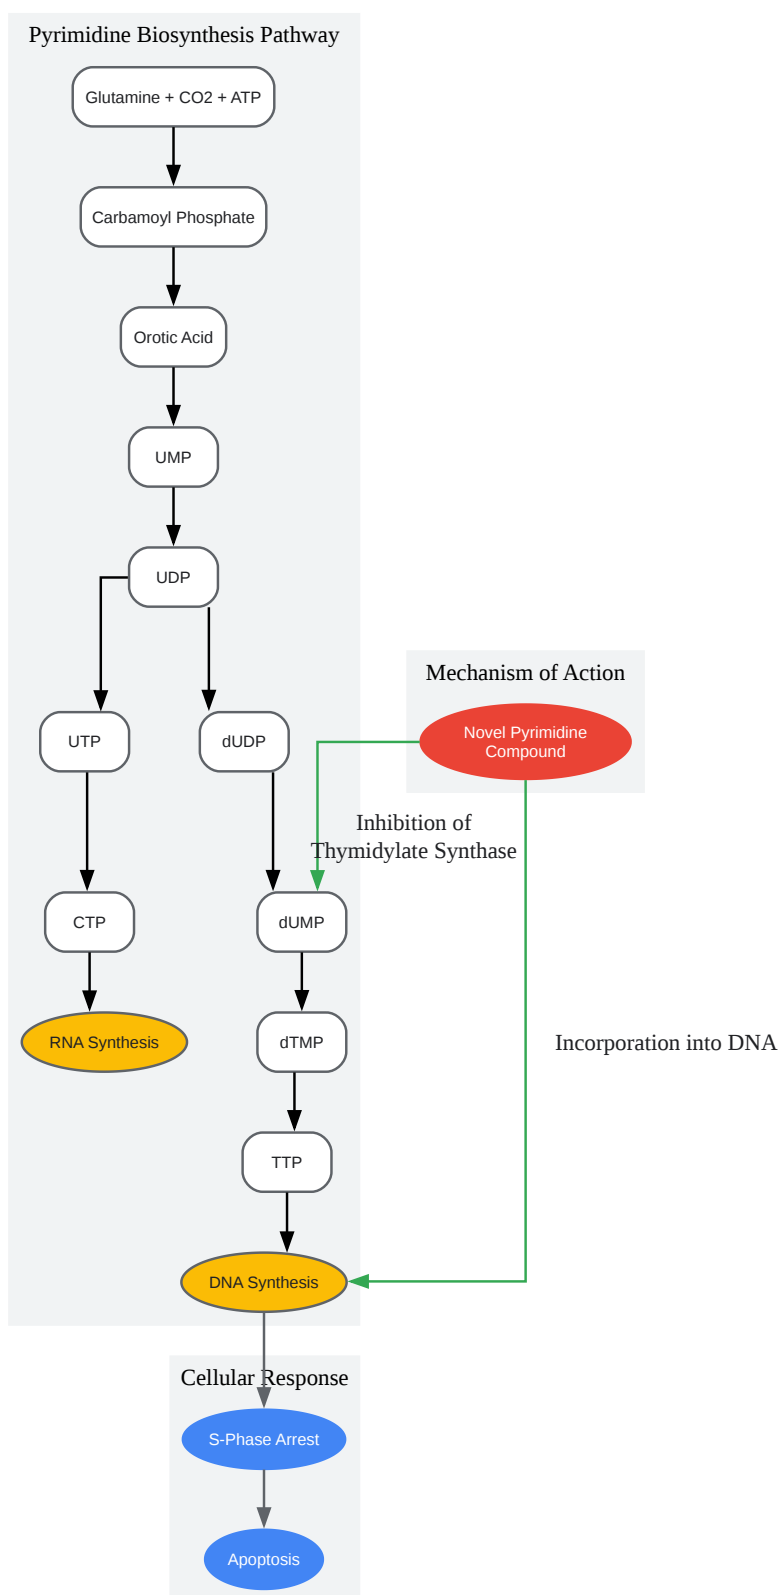 Pyrimidine Biosynthesis Pathway
Glutamine + CO2 + ATP
Carbamoyl Phosphate
Orotic Acid
UMP
UDP
UTP
dUDP
Mechanism of Action
Novel Pyrimidine
Compound
Inhibition of
Thymidylate Synthase
CTP
dUMP
RNA Synthesis
dTMP
Incorporation into DNA
TTP
DNA Synthesis
Cellular Response
S-Phase Arrest
Apoptosis